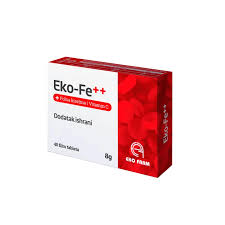 Eko-Fe++
+ Folna kiselina i Vitamin C
Dodatak ishrani
40 film tableta
8g
EKO FARM